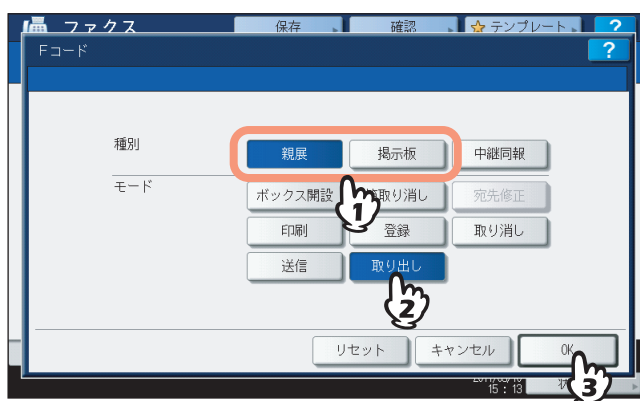 ファクス 保存 確認 テンプレート ?
Fコード ?
種別 親展 掲示板 中継同報
モード ボックス開設 取り消し 宛先修正
印刷 登録 取り消し
送信 取り出し
1
2
リセット キャンセル OK
15 : 13
3